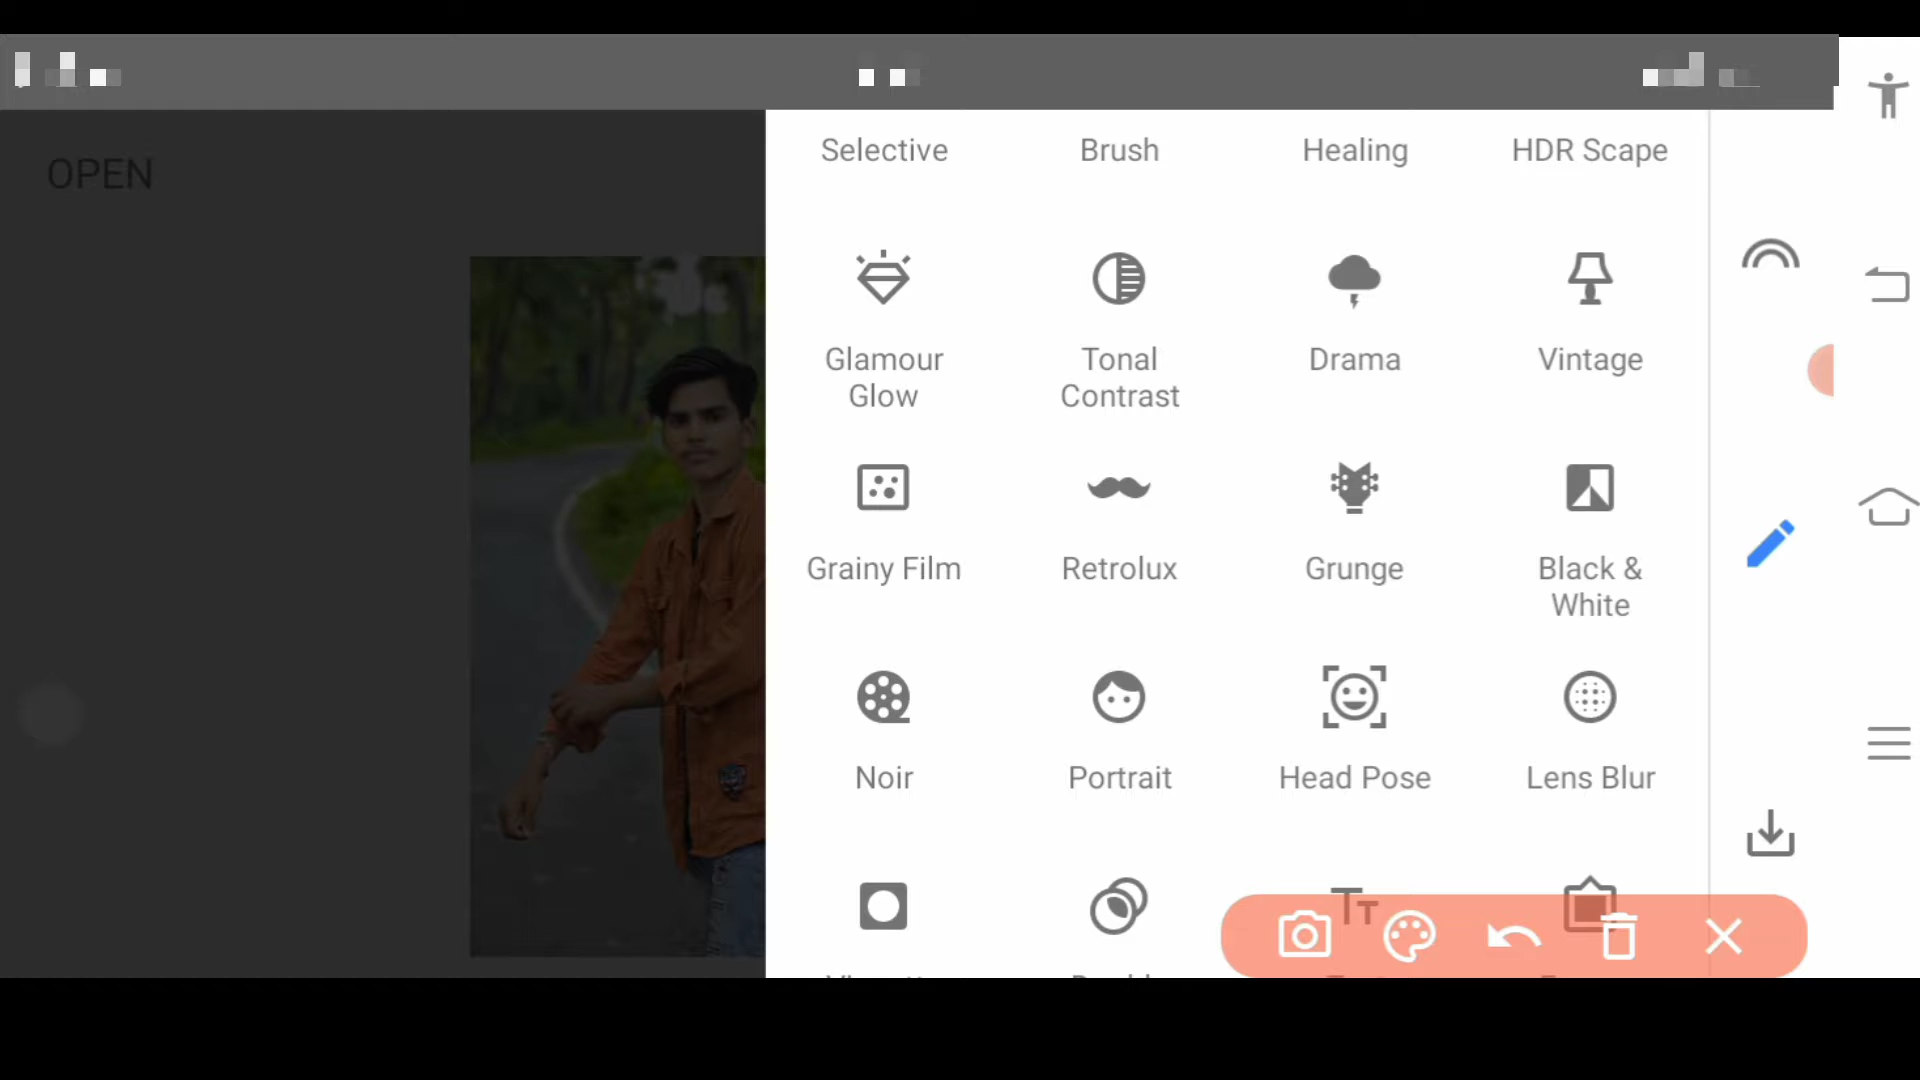 OPEN
Selective Brush Healing HDR Scape
Glamour Glow
Tonal Contrast
Drama
Vintage
Grainy Film
Retrolux
Grunge
Black & White
Noir Portrait Head Pose Lens Blur